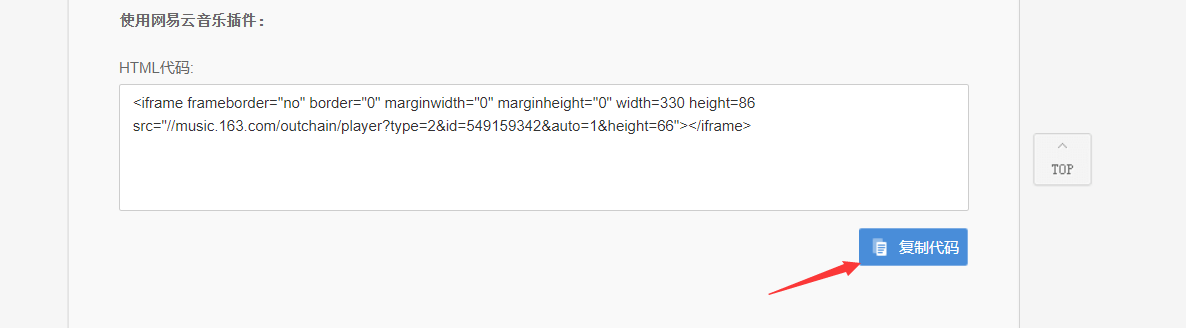 使用网易云音乐插件：
HTML代码:
<iframe frameborder="no" border="0" marginwidth="0" marginheight="0" width=330 height=86
src="//music.163.com/outchain/player?type=2&id=549159342&auto=1&height=66"></iframe>
TOP
复制代码